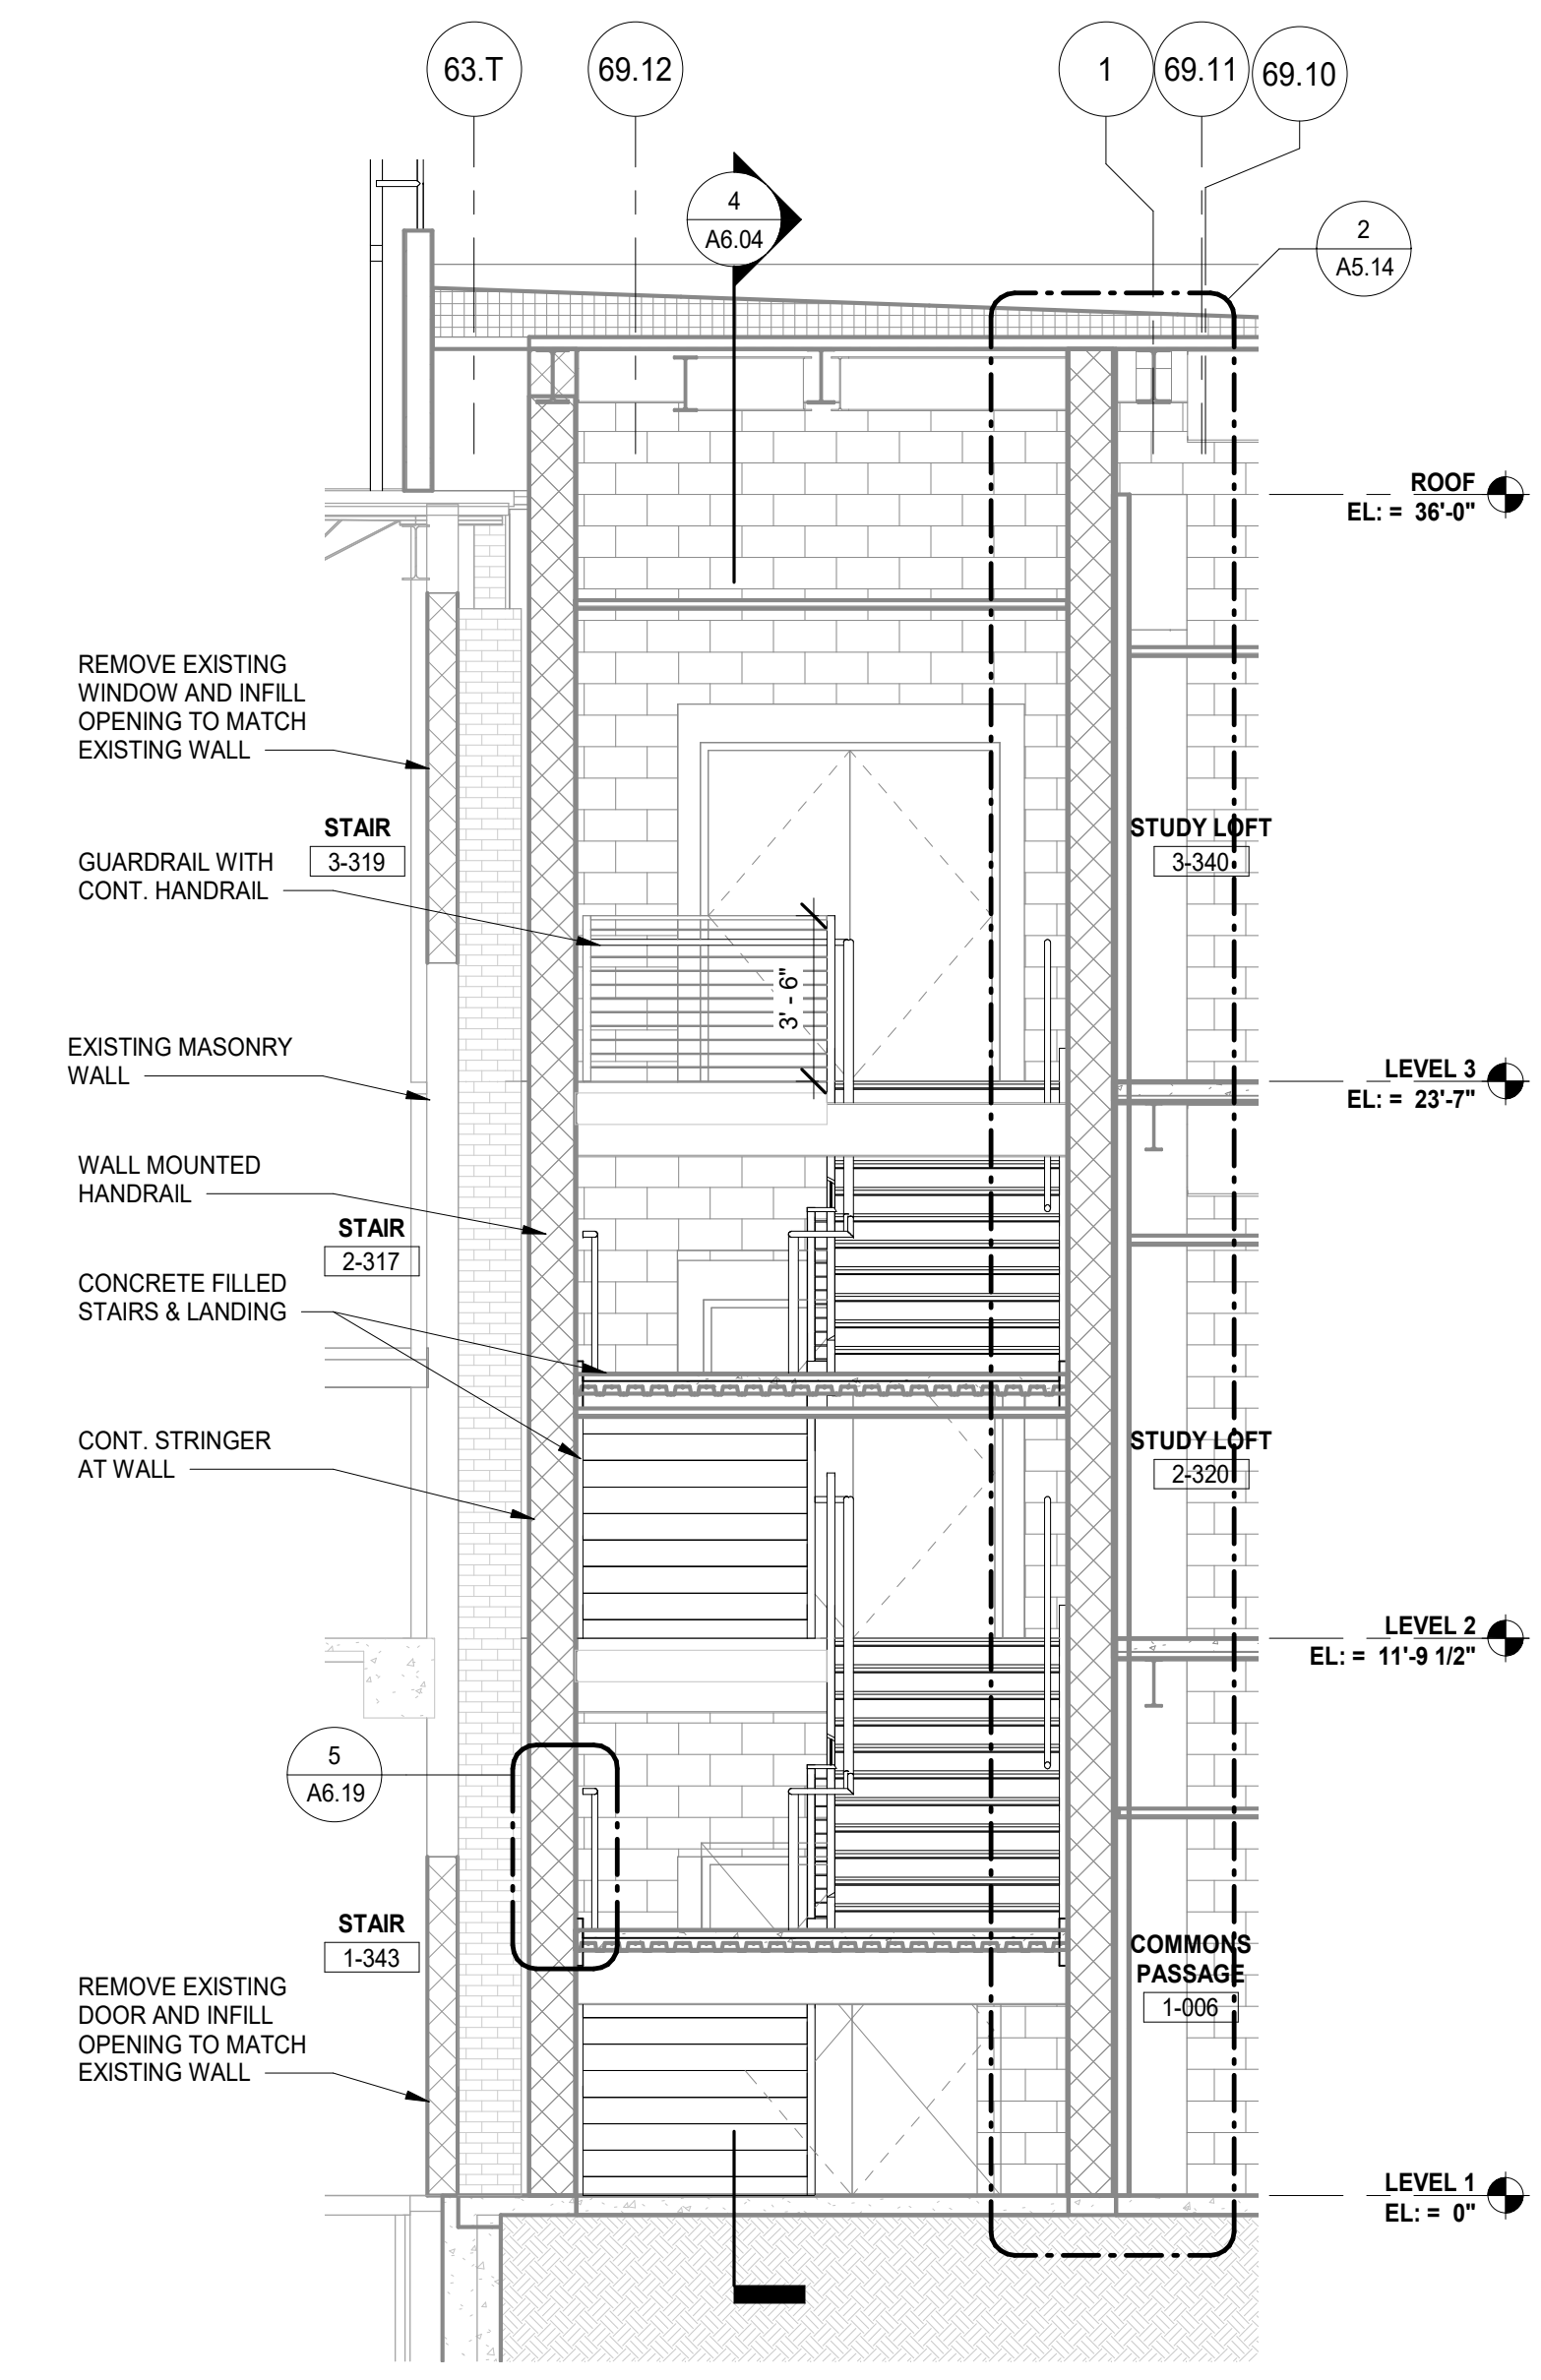 63.T
69.12
1
69.11
69.10
4
A6.04
2
A5.14
ROOF
EL: = 36'-0"
REMOVE EXISTING
WINDOW AND INFILL
OPENING TO MATCH
EXISTING WALL
STAIR
3-319
STUDY LOFT
3-340
GUARDRAIL WITH
CONT. HANDRAIL
3' - 6"
EXISTING MASONRY
WALL
LEVEL 3
EL: = 23'-7"
WALL MOUNTED
HANDRAIL
STAIR
2-317
CONCRETE FILLED
STAIRS & LANDING
CONT. STRINGER
AT WALL
STUDY LOFT
2-320
LEVEL 2
EL: = 11'-9 1/2"
5
A6.19
STAIR
1-343
COMMONS
PASSAGE
1-006
REMOVE EXISTING
DOOR AND INFILL
OPENING TO MATCH
EXISTING WALL
LEVEL 1
EL: = 0"